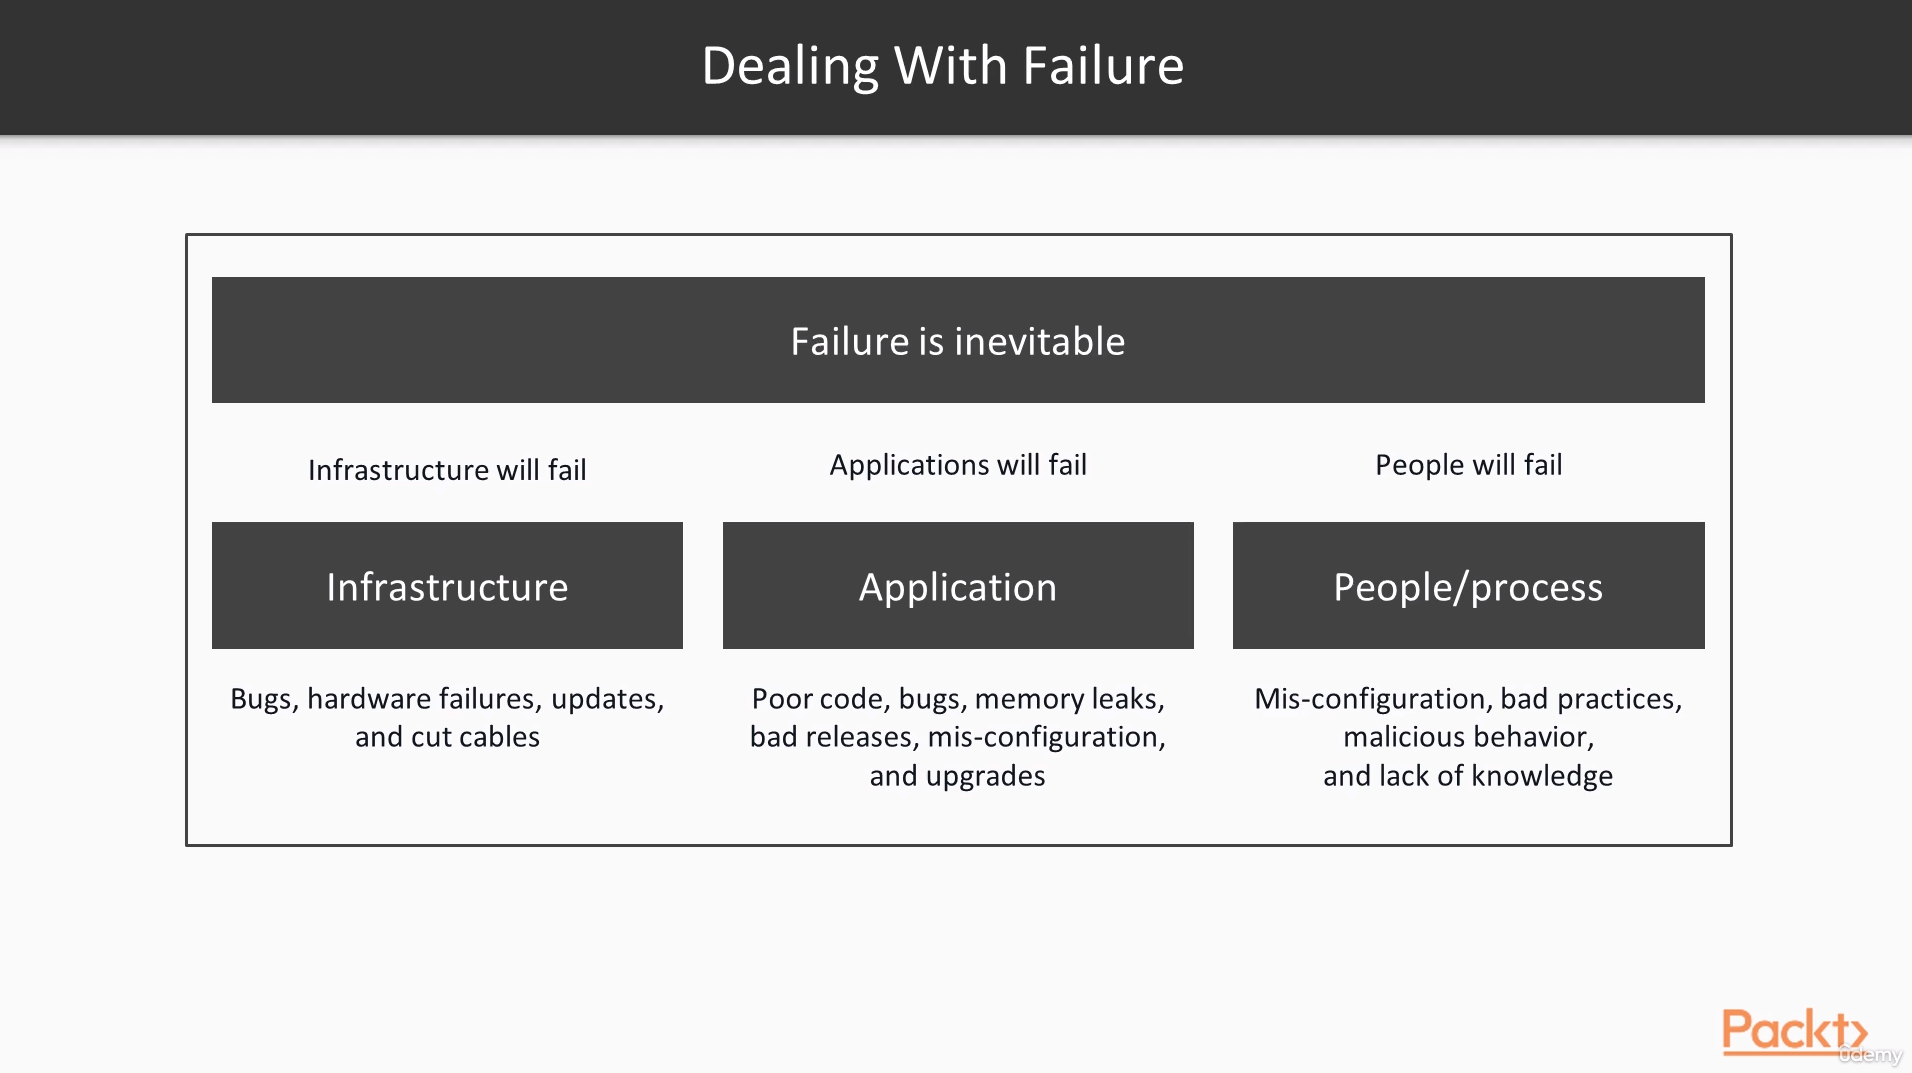 Dealing With Failure
Failure is inevitable
Infrastructure will fail
Applications will fail
People will fail
Infrastructure
Application
People/process
Bugs, hardware failures, updates,
and cut cables
Poor code, bugs, memory leaks,
bad releases, mis-configuration,
and upgrades
Mis-configuration, bad practices,
malicious behavior,
and lack of knowledge
Packt
ûdemy